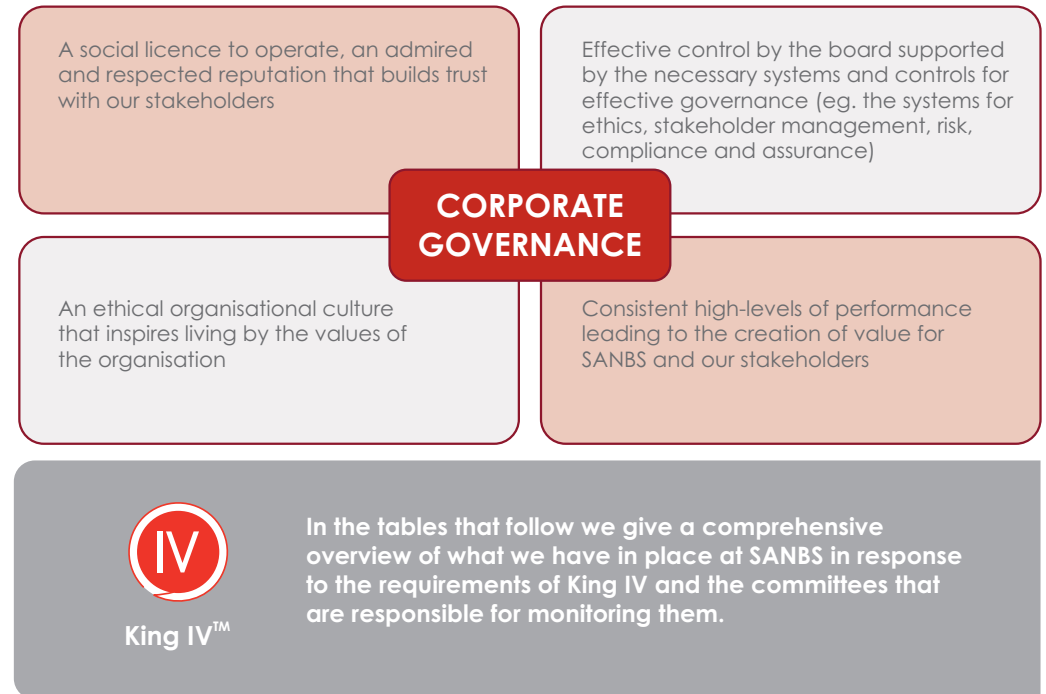 A social licence to operate, an admired
and respected reputation that builds trust
with our stakeholders
Effective control by the board supported
by the necessary systems and controls for
effective governance (eg. the systems for
ethics, stakeholder management, risk,
compliance and assurance)
CORPORATE
GOVERNANCE
An ethical organisational culture
that inspires living by the values of
the organisation
Consistent high-levels of performance
leading to the creation of value for
SANBS and our stakeholders
IV
King IV™
In the tables that follow we give a comprehensive
overview of what we have in place at SANBS in response
to the requirements of King IV and the committees that
are responsible for monitoring them.